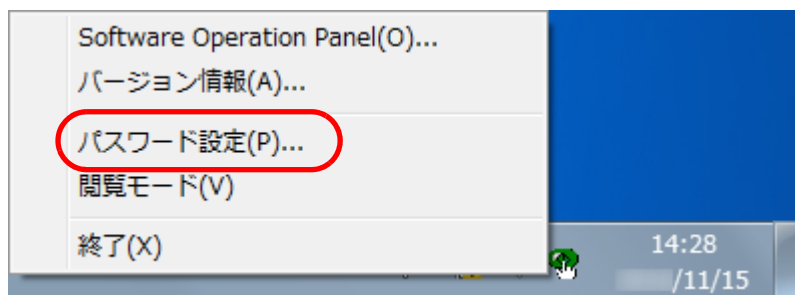 Software Operation Panel(O)...
バージョン情報(A)...
パスワード設定(P)...
閲覧モード(V)
終了(X)
14:28
/11/15